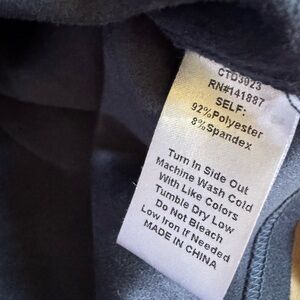 CTD3923
RN#141887
SELF:
92%Polyester
8%Spandex
Turn In Side Out
Machine Wash Cold
With Like Colors
Tumble Dry Low
Do Not Bleach
Low Iron If Needed
MADE IN CHINA